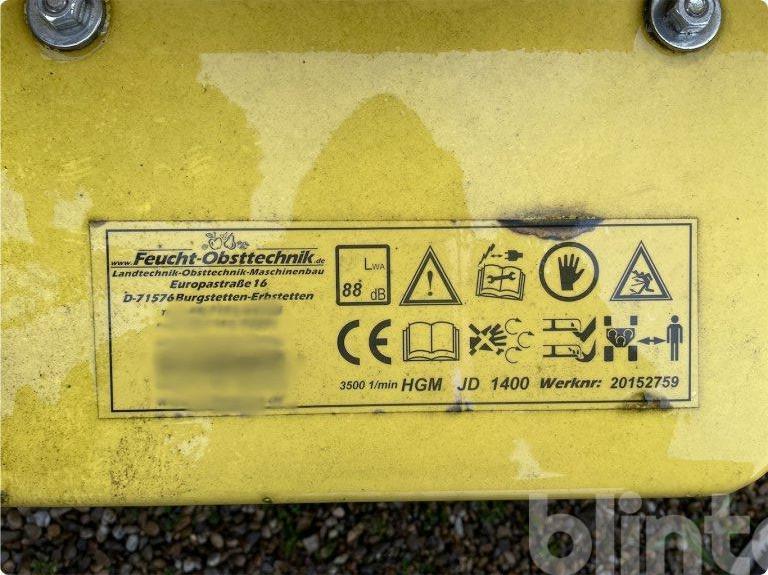 www.Feucht-Obsttechnik.de
Landtechnik-Obsttechnik-Maschinenbau
Europastraße 16
D-71576 Burgstetten-Erbstetten
LWA
88 dB
CE
3500 1/min HGM JD 1400 Werknr: 20152759